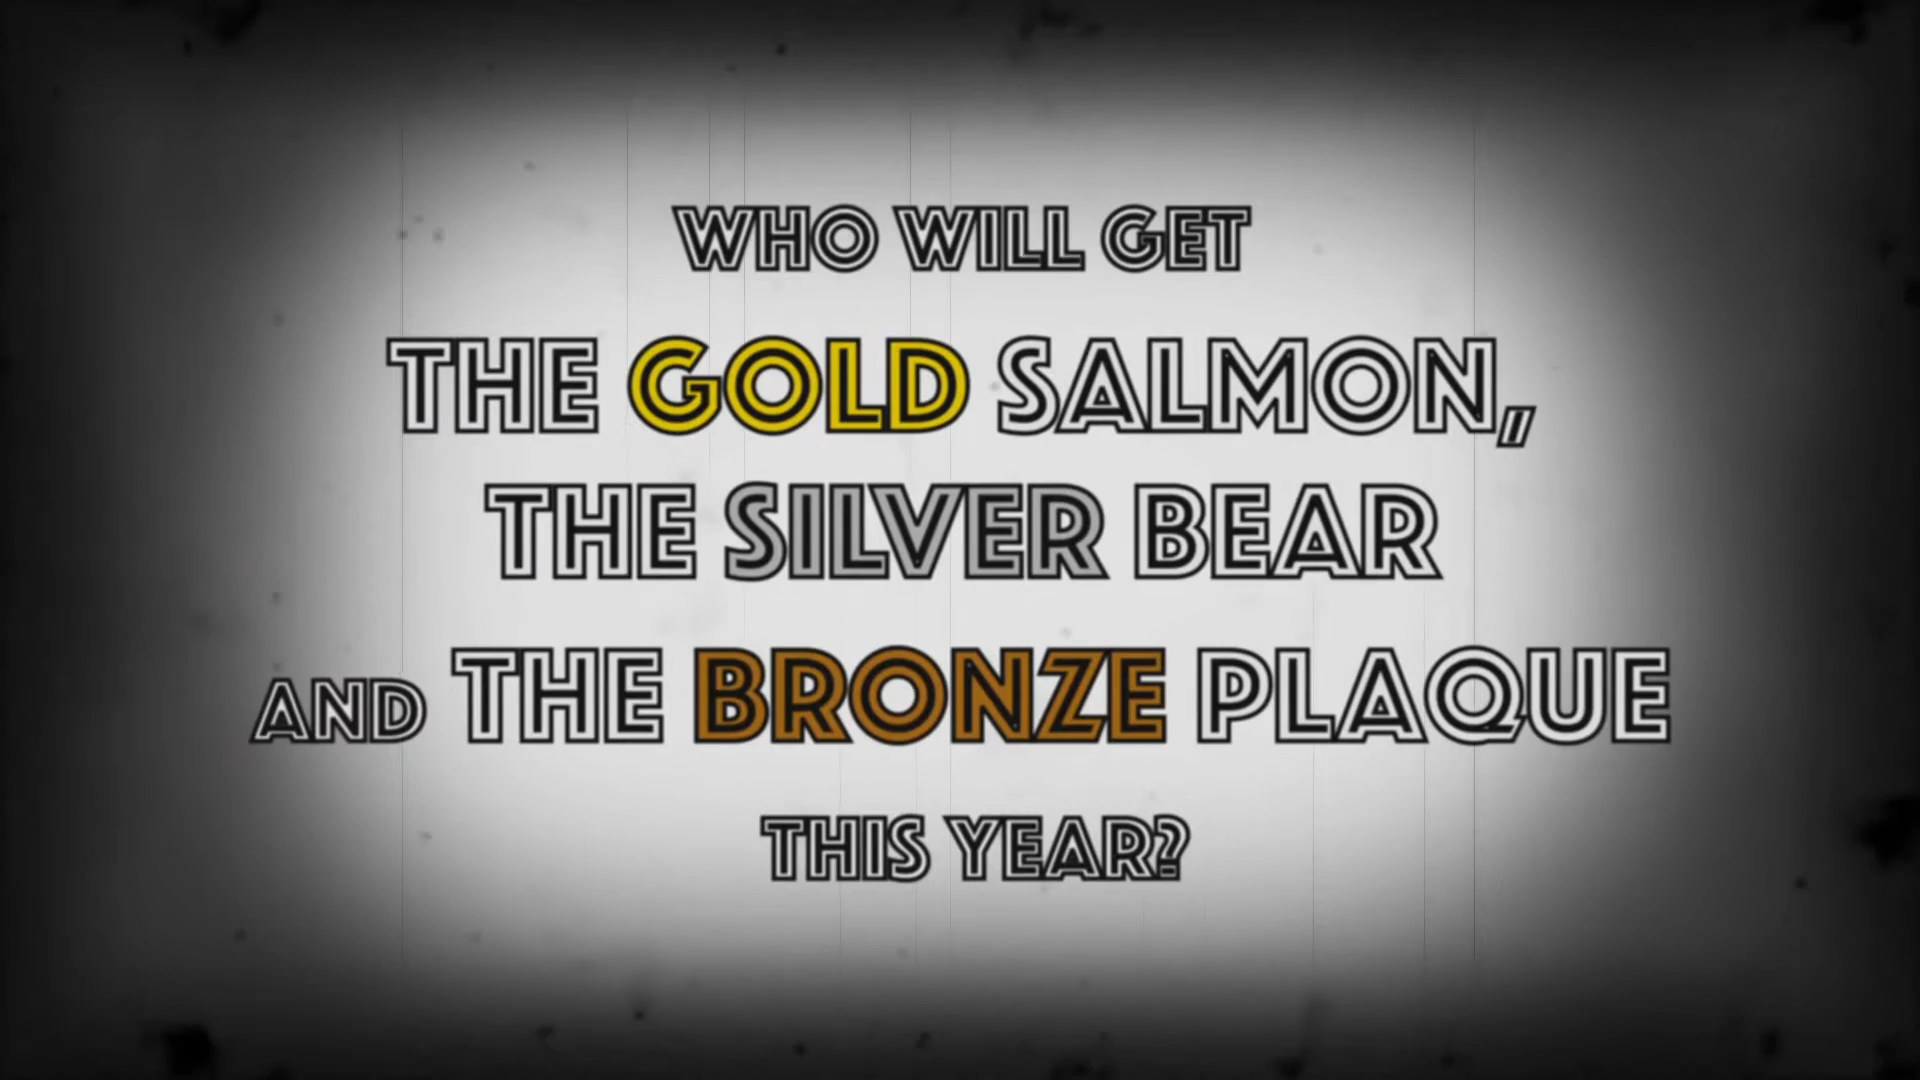 WHO WILL GET
THE GOLD SALMON,
THE SILVER BEAR
AND THE BRONZE PLAQUE
THIS YEAR?